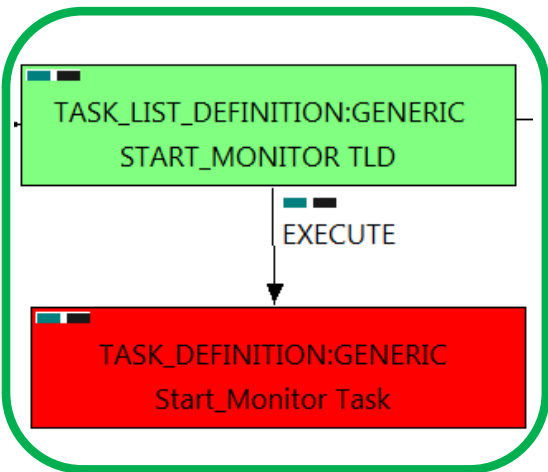 TASK_LIST_DEFINITION:GENERIC
START_MONITOR TLD
EXECUTE
TASK_DEFINITION:GENERIC
Start_Monitor Task